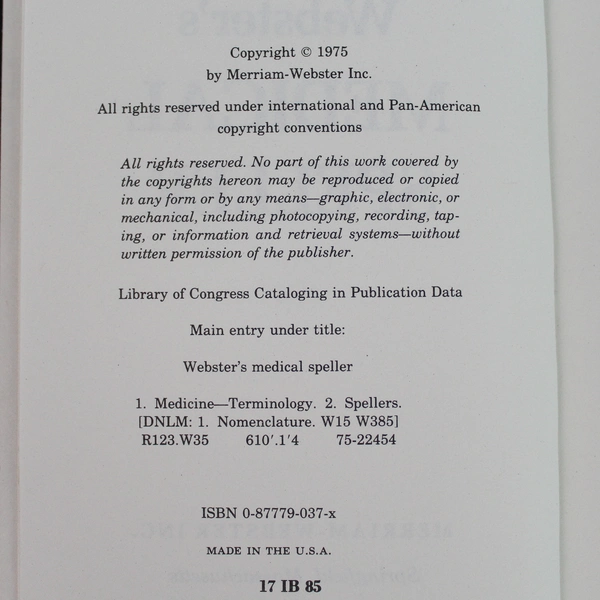 Copyright © 1975
by Merriam-Webster Inc.
All rights reserved under international and Pan-American
copyright conventions
All rights reserved. No part of this work covered by
the copyrights hereon may be reproduced or copied
in any form or by any means—graphic, electronic, or
mechanical, including photocopying, recording, tap-
ing, or information and retrieval systems—without
written permission of the publisher.
Library of Congress Cataloging in Publication Data
Main entry under title:
Webster's medical speller
1. Medicine—Terminology. 2. Spellers.
[DNLM: 1. Nomenclature. W15 W385]
R123.W35 610′.1′4 75-22454
ISBN 0-87779-037-x
MADE IN THE U.S.A.
17 IB 85